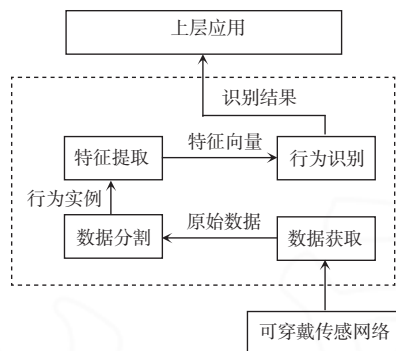 上层应用
识别结果
特征提取
特征向量
行为识别
行为实例
数据分割
原始数据
数据获取
可穿戴传感网络